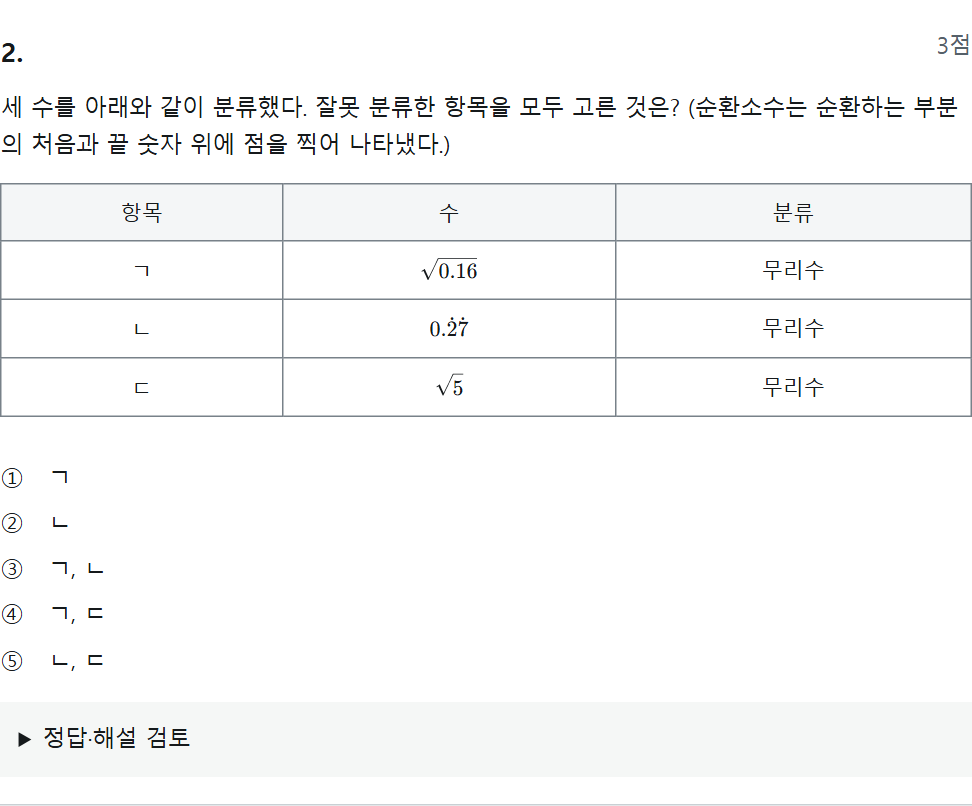 3점
2.
세 수를 아래와 같이 분류했다. 잘못 분류한 항목을 모두 고른 것은? (순환소수는 순환하는 부분
의 처음과 끝 숫자 위에 점을 찍어 나타냈다.)
항목 수 분류
ㄱ √0.16 무리수
ㄴ 0.2̇7̇ 무리수
ㄷ √5 무리수
① ㄱ
② ㄴ
③ ㄱ, ㄴ
④ ㄱ, ㄷ
⑤ ㄴ, ㄷ
▶ 정답·해설 검토